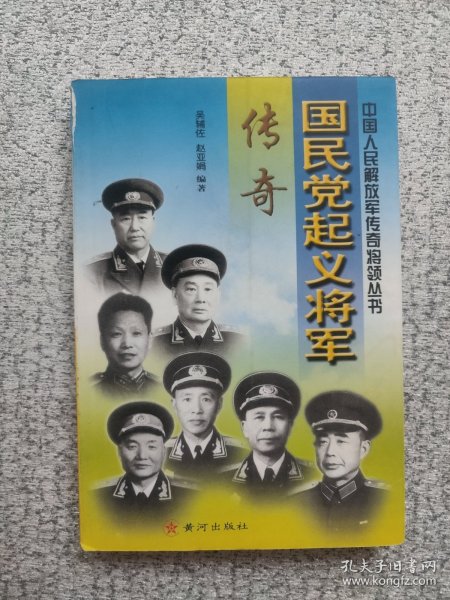 中国人民解放军传奇将领丛书
国民党起义将军
传奇
吴辅佐 赵亚娟 编著
黄河出版社
孔夫子旧书网
www.kongfz.com